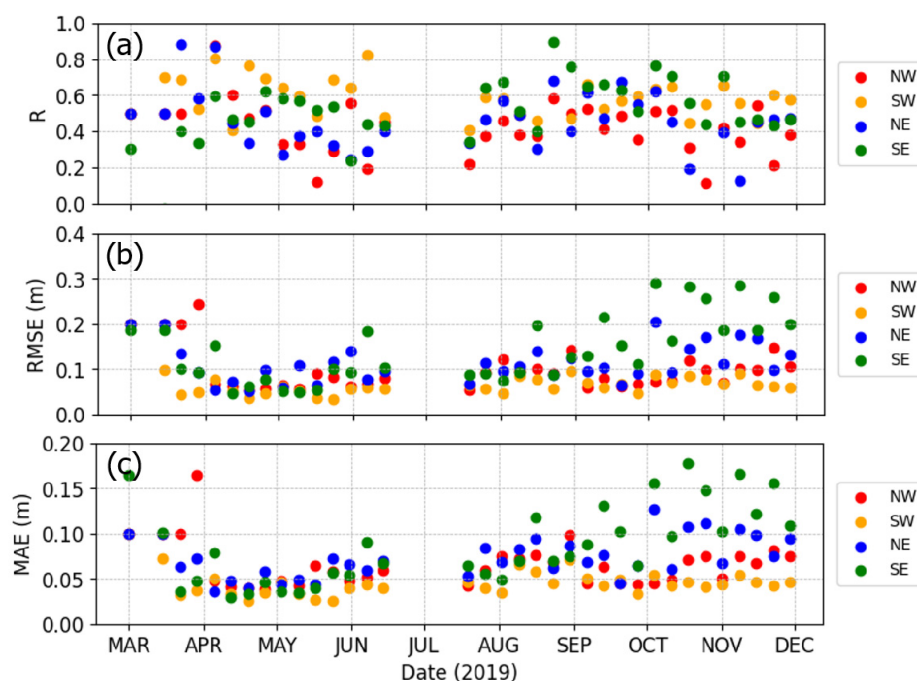 (a)
1.0
0.8
0.6
0.4
0.2
0.0
R
NW
SW
NE
SE
(b)
0.4
0.3
0.2
0.1
0.0
RMSE (m)
NW
SW
NE
SE
(c)
0.20
0.15
0.10
0.05
0.00
MAE (m)
NW
SW
NE
SE
MAR APR MAY JUN JUL AUG SEP OCT NOV DEC
Date (2019)